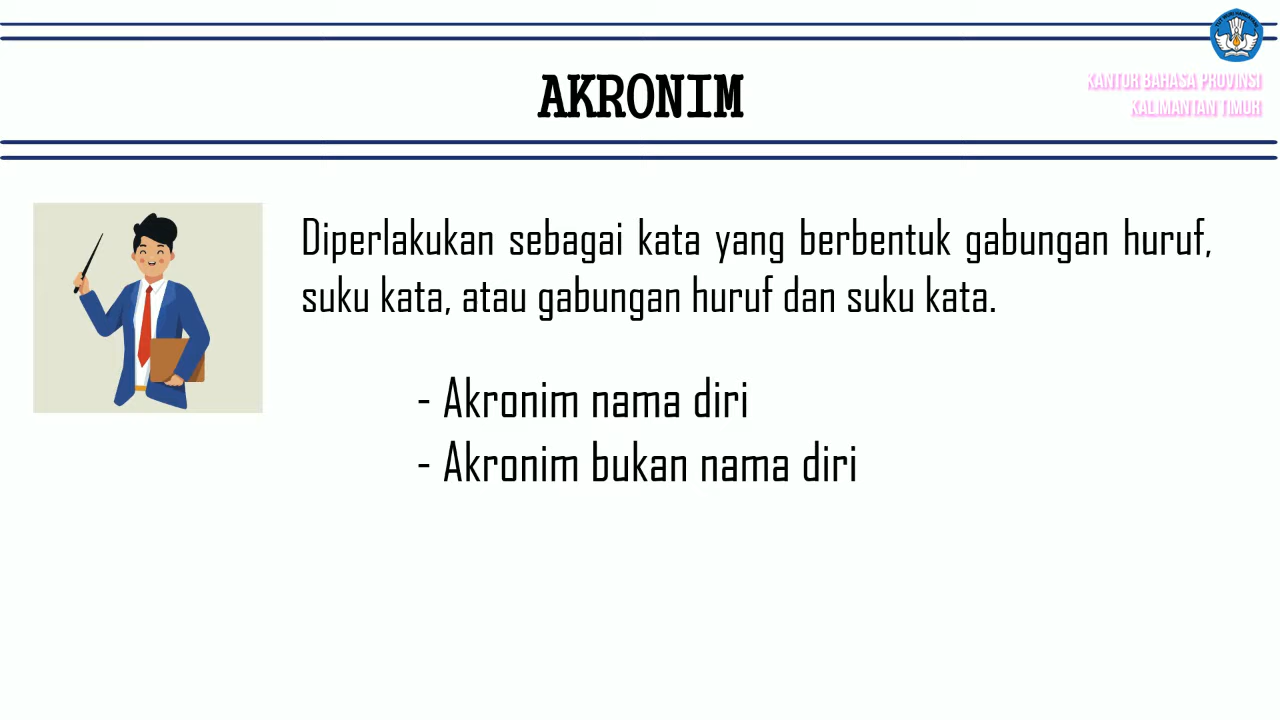 AKRONIM
KANTOR BAHASA PROVINSI
KALIMANTAN TIMUR
Diperlakukan sebagai kata yang berbentuk gabungan huruf,
suku kata, atau gabungan huruf dan suku kata.
- Akronim nama diri
- Akronim bukan nama diri